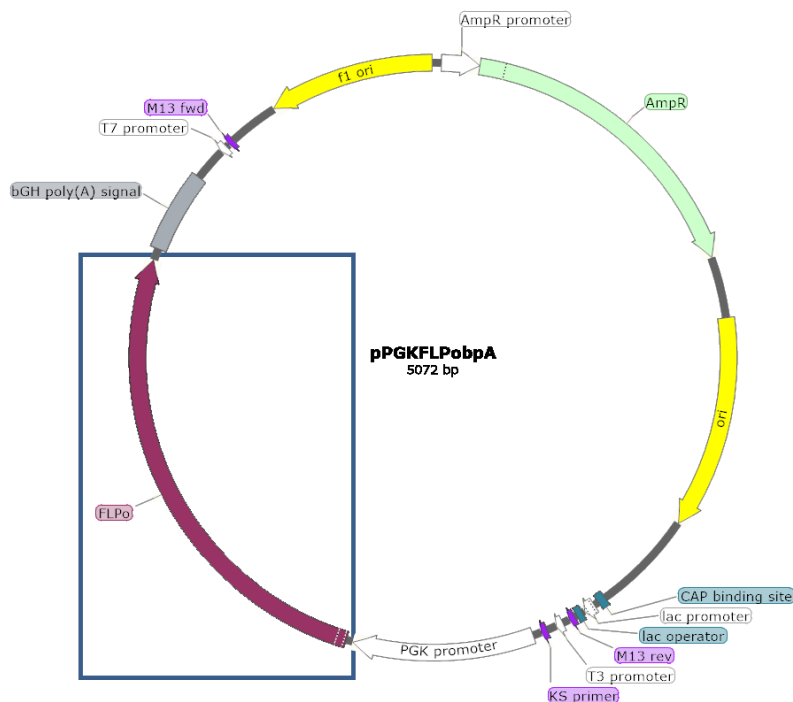 AmpR promoter
f1 ori
AmpR
M13 fwd
T7 promoter
bGH poly(A) signal
pPGKFLPobpA
5072 bp
ori
FLPo
CAP binding site
lac promoter
PGK promoter
lac operator
M13 rev
T3 promoter
KS primer